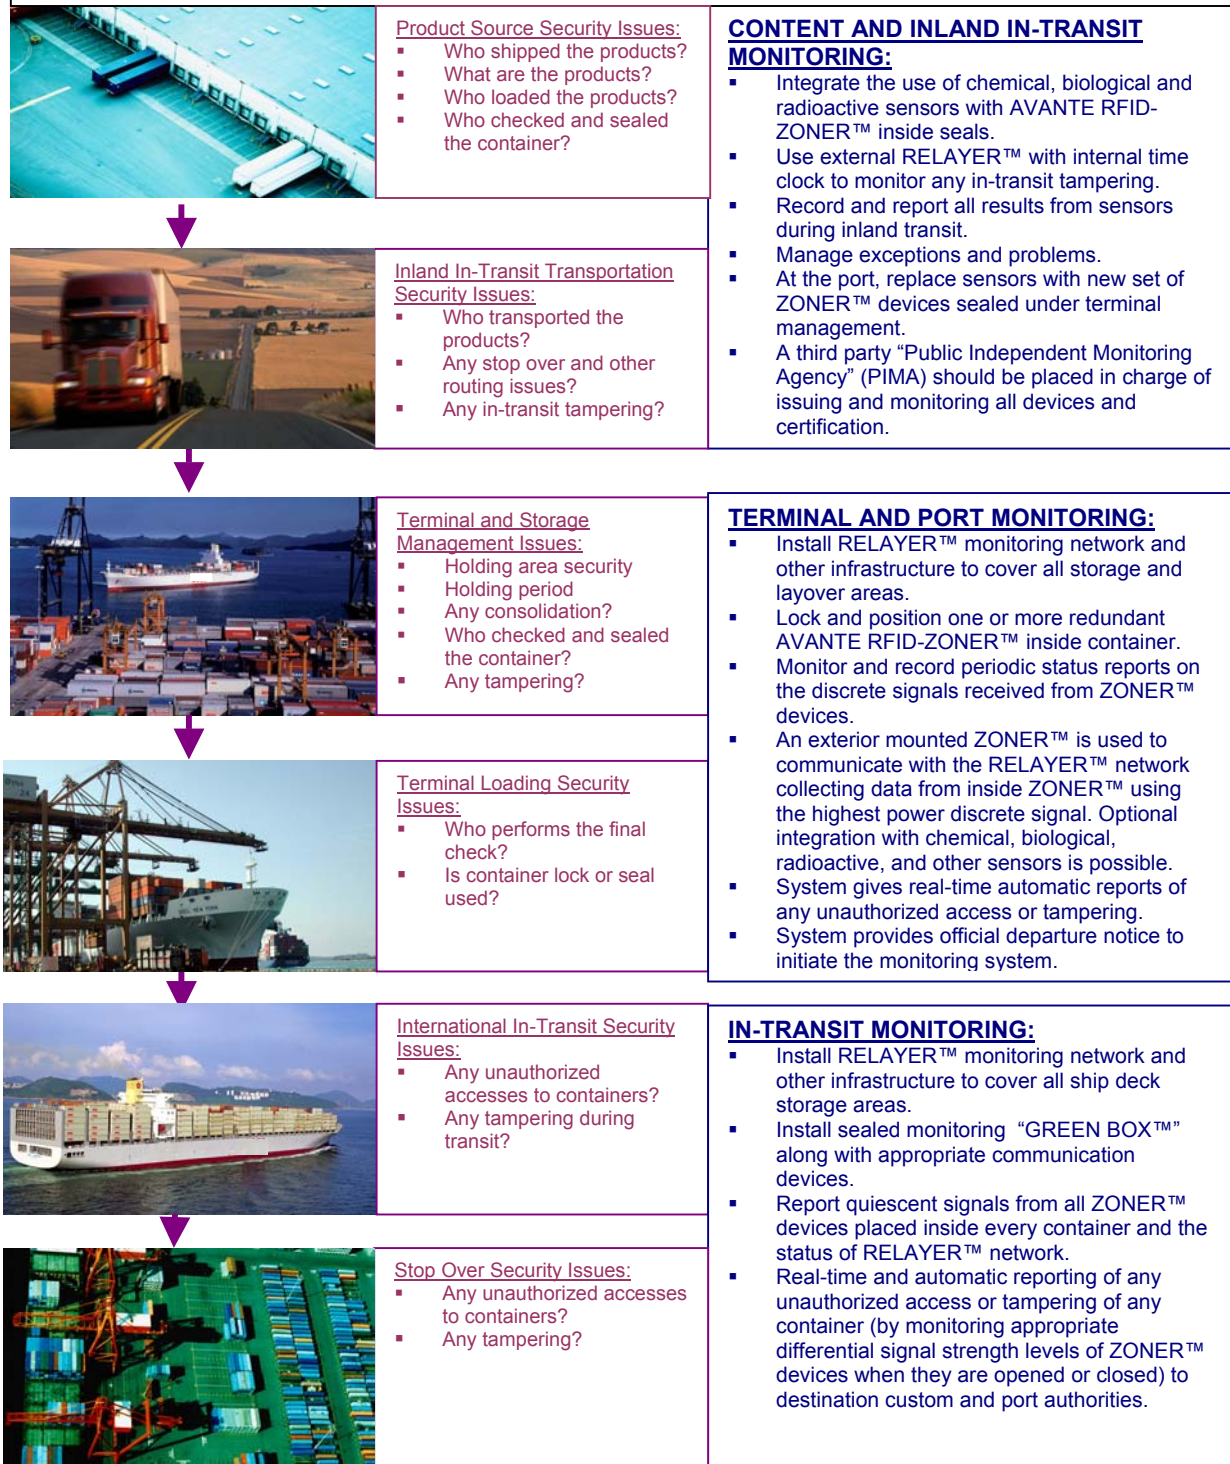 Product Source Security Issues:
▪ Who shipped the products?
▪ What are the products?
▪ Who loaded the products?
▪ Who checked and sealed
the container?
CONTENT AND INLAND IN-TRANSIT
MONITORING:
▪ Integrate the use of chemical, biological and
radioactive sensors with AVANTE RFID-
ZONER™ inside seals.
▪ Use external RELAYER™ with internal time
clock to monitor any in-transit tampering.
▪ Record and report all results from sensors
during inland transit.
▪ Manage exceptions and problems.
▪ At the port, replace sensors with new set of
ZONER™ devices sealed under terminal
management.
▪ A third party “Public Independent Monitoring
Agency” (PIMA) should be placed in charge of
issuing and monitoring all devices and
certification.
Inland In-Transit Transportation
Security Issues:
▪ Who transported the
products?
▪ Any stop over and other
routing issues?
▪ Any in-transit tampering?
Terminal and Storage
Management Issues:
▪ Holding area security
▪ Holding period
▪ Any consolidation?
▪ Who checked and sealed
the container?
▪ Any tampering?
TERMINAL AND PORT MONITORING:
▪ Install RELAYER™ monitoring network and
other infrastructure to cover all storage and
layover areas.
▪ Lock and position one or more redundant
AVANTE RFID-ZONER™ inside container.
▪ Monitor and record periodic status reports on
the discrete signals received from ZONER™
devices.
▪ An exterior mounted ZONER™ is used to
communicate with the RELAYER™ network
collecting data from inside ZONER™ using
the highest power discrete signal. Optional
integration with chemical, biological,
radioactive, and other sensors is possible.
▪ System gives real-time automatic reports of
any unauthorized access or tampering.
▪ System provides official departure notice to
initiate the monitoring system.
Terminal Loading Security
Issues:
▪ Who performs the final
check?
▪ Is container lock or seal
used?
International In-Transit Security
Issues:
▪ Any unauthorized
accesses to containers?
▪ Any tampering during
transit?
IN-TRANSIT MONITORING:
▪ Install RELAYER™ monitoring network and
other infrastructure to cover all ship deck
storage areas.
▪ Install sealed monitoring “GREEN BOX™”
along with appropriate communication
devices.
▪ Report quiescent signals from all ZONER™
devices placed inside every container and the
status of RELAYER™ network.
▪ Real-time and automatic reporting of any
unauthorized access or tampering of any
container (by monitoring appropriate
differential signal strength levels of ZONER™
devices when they are opened or closed) to
destination custom and port authorities.
Stop Over Security Issues:
▪ Any unauthorized accesses
to containers?
▪ Any tampering?